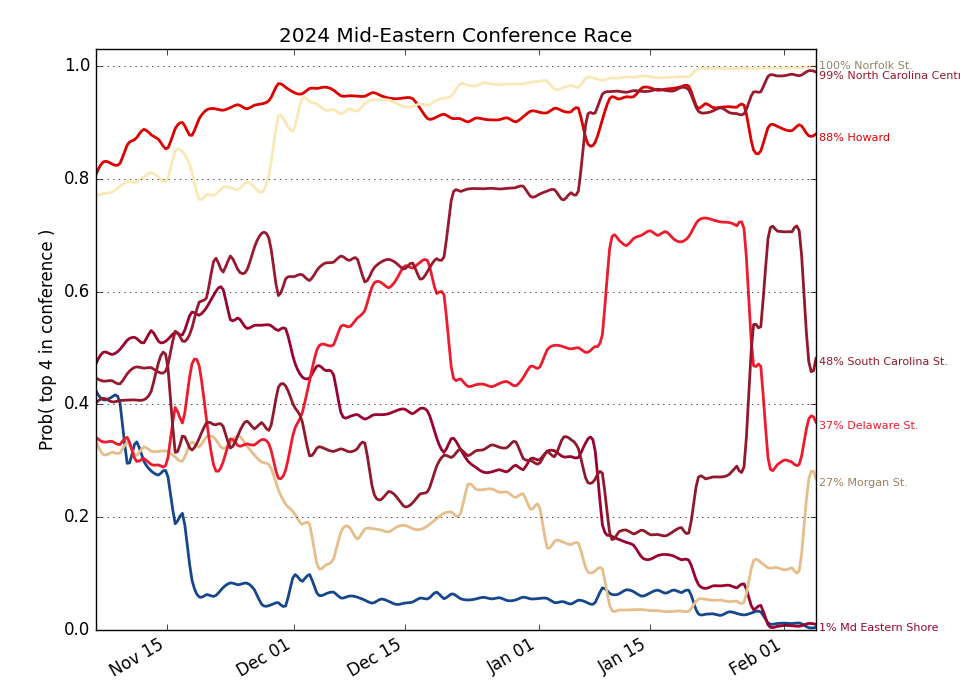 2024 Mid-Eastern Conference Race
Prob( top 4 in conference )
1.0
0.8
0.6
0.4
0.2
0.0
Nov 15
Dec 01
Dec 15
Jan 01
Jan 15
Feb 01
100% Norfolk St.
99% North Carolina Centr
88% Howard
48% South Carolina St.
37% Delaware St.
27% Morgan St.
1% Md Eastern Shore